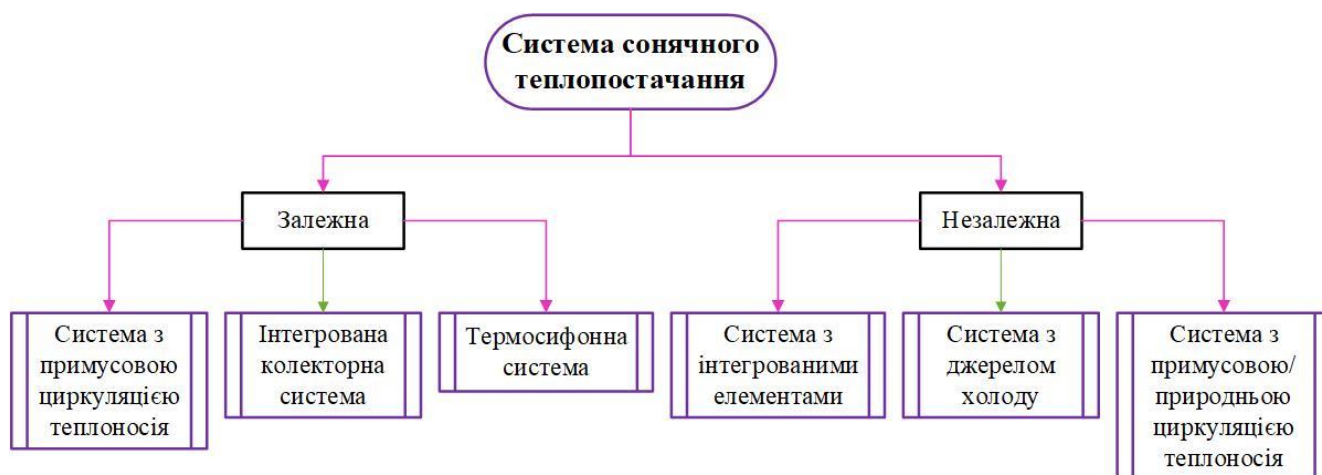 Система сонячного
теплопостачання
Залежна
Незалежна
Система з
примусовою
циркуляцією
теплоносія
Інтегрована
колекторна
система
Термосифонна
система
Система з
інтегрованими
елементами
Система з
джерелом
холоду
Система з
примусовою/
природньою
циркуляцією
теплоносія